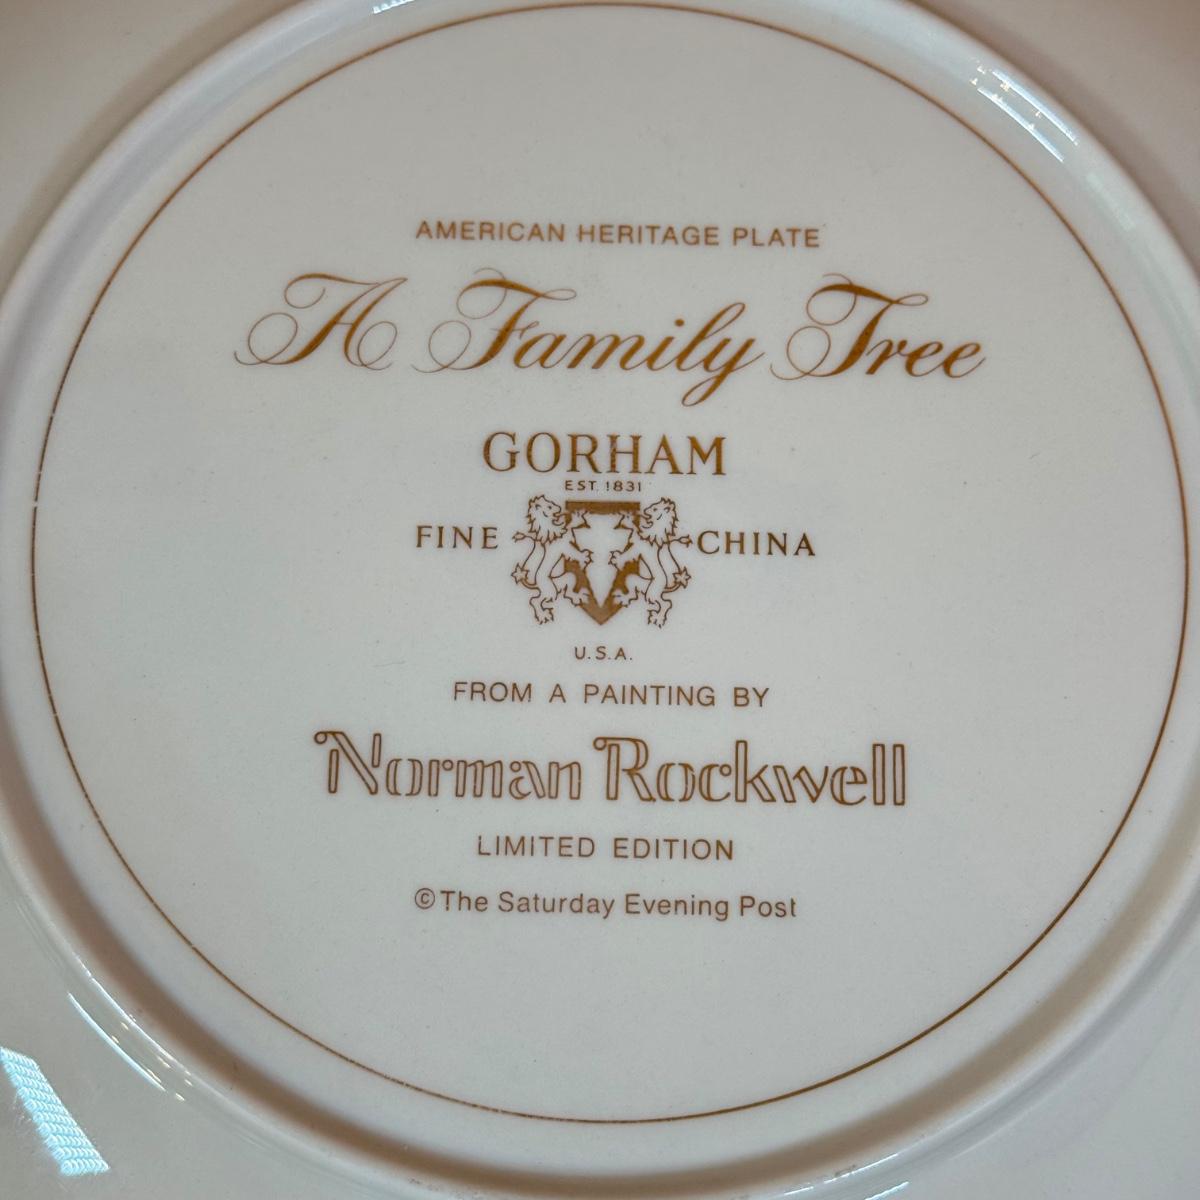 AMERICAN HERITAGE PLATE
A Family Tree
GORHAM
EST. 1831
FINE CHINA
U.S.A.
FROM A PAINTING BY
Norman Rockwell
LIMITED EDITION
©The Saturday Evening Post